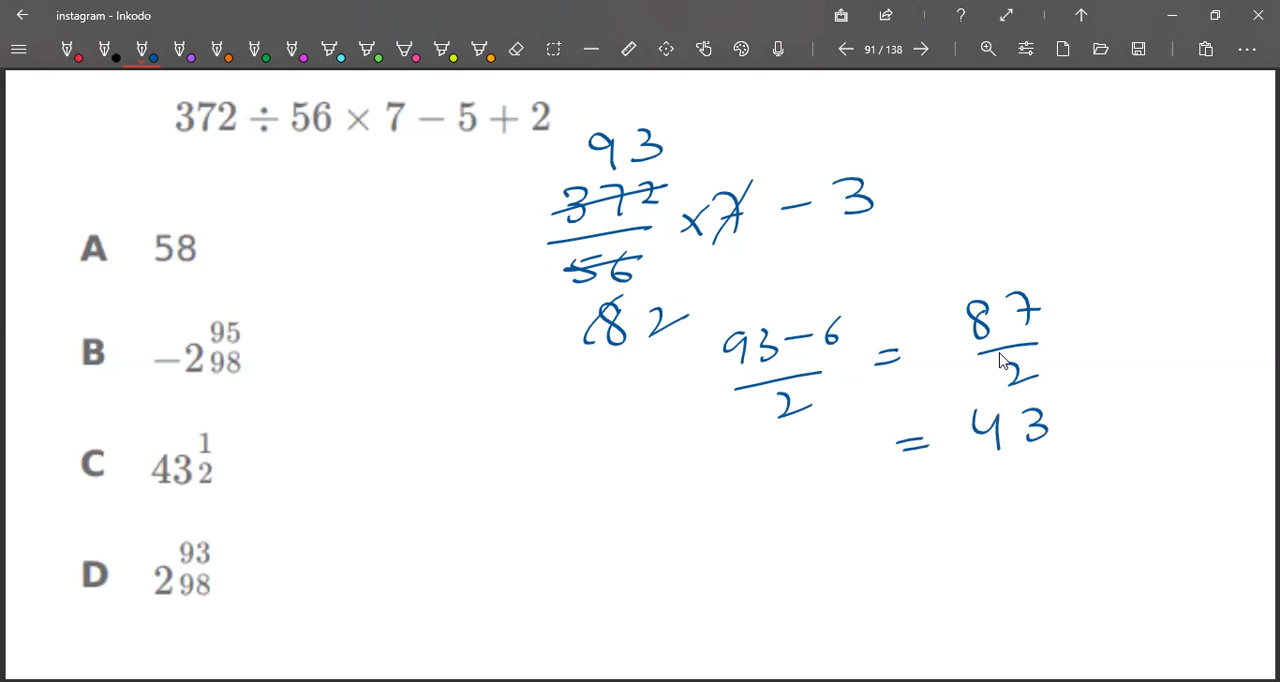 instagram - Inkodo
91 / 138
372 ÷ 56 × 7 − 5 + 2
93
372
56
×7 − 3
8 2
A 58
B −2 95/98
C 43 1/2
D 2 93/98
93−6
2
= 87
2
= 43